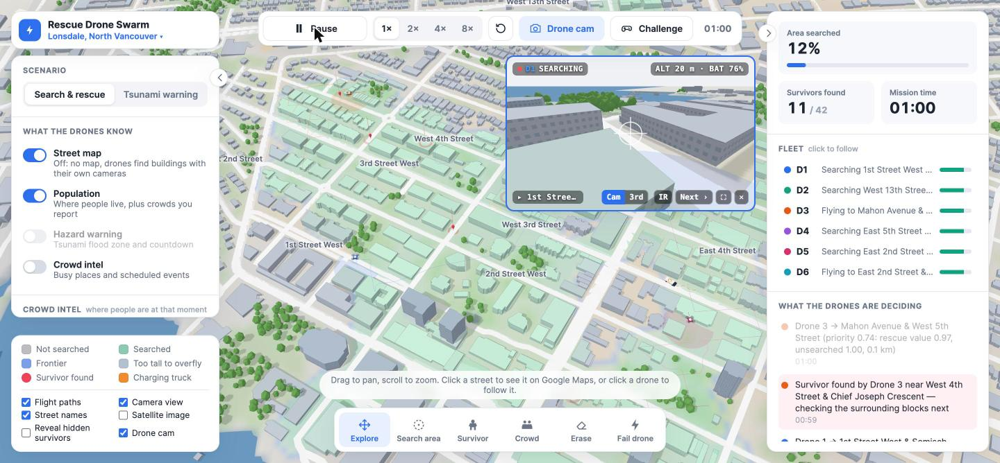 West 13th Street
Rescue Drone Swarm
Lonsdale, North Vancouver
Pause
1×
2×
4×
8×
Drone cam
Challenge
01:00
SCENARIO
Search & rescue
Tsunami warning
WHAT THE DRONES KNOW
Street map
Off: no map, drones find buildings with
their own cameras
Population
Where people live, plus crowds you
report
Hazard warning
Tsunami flood zone and countdown
Crowd intel
Busy places and scheduled events
CROWD INTEL where people are at that moment
Not searched
Searched
Frontier
Too tall to overfly
Survivor found
Charging truck
Flight paths
Camera view
Street names
Satellite image
Reveal hidden
survivors
Drone cam
t 2nd Street
West 4th Street
3rd Street West
West 3rd Street
1st Street West
2nd Street West
East 4th Street
D1 SEARCHING
ALT 20 m · BAT 76%
▸ 1st Stree…
Cam
3rd
IR
Next ›
Drag to pan, scroll to zoom. Click a street to see it on Google Maps, or click a drone to
follow it.
Explore
Search area
Survivor
Crowd
Erase
Fail drone
Area searched
12%
Survivors found
11 / 42
Mission time
01:00
FLEET click to follow
D1 Searching 1st Street West ...
D2 Searching West 13th Stree...
D3 Flying to Mahon Avenue & ...
D4 Searching East 5th Street ...
D5 Searching East 2nd Street ...
D6 Flying to East 2nd Street &...
WHAT THE DRONES ARE DECIDING
Drone 3 → Mahon Avenue & West 5th
Street (priority 0.74: rescue value 0.97,
unsearched 1.00, 0.1 km)
01:00
Survivor found by Drone 3 near West 4th
Street & Chief Joseph Crescent —
checking the surrounding blocks next
00:59
Drone 1 → 1st Street West & Semisch